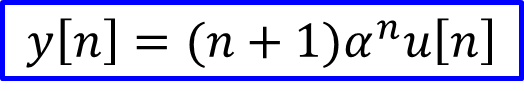 y[n] = (n + 1)αⁿu[n]